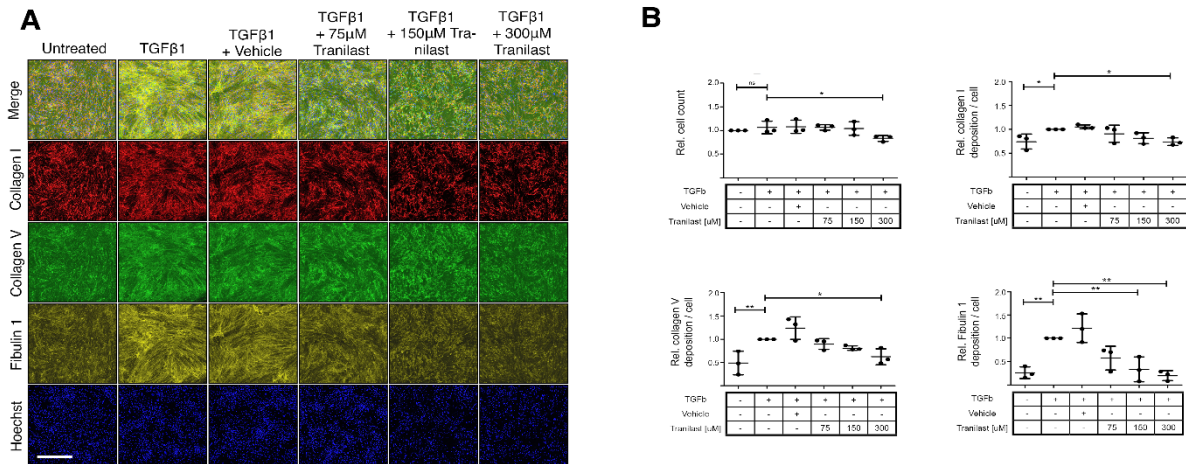 A
Untreated
TGFβ1
TGFβ1
+ Vehicle
TGFβ1
+ 75μM
Tranilast
TGFβ1
+ 150μM Tra-
nilast
TGFβ1
+ 300μM
Tranilast
Merge
Collagen I
Collagen V
Fibulin 1
Hoechst
B
Rel. cell count
2.0
1.5
1.0
0.5
ns
*
TGFb - + + + + +
Vehicle - - + - - -
Tranilast [uM] - - - 75 150 300
Rel. collagen I
deposition / cell
2.0
1.5
1.0
0.5
*
*
TGFb - + + + + +
Vehicle - - + - - -
Tranilast [uM] - - - 75 150 300
Rel. collagen V
deposition / cell
2.0
1.5
1.0
0.5
0.0
**
*
TGFb - + + + + +
Vehicle - - + - - -
Tranilast [uM] - - - 75 150 300
Rel. Fibulin 1
deposition / cell
2.0
1.5
1.0
0.5
0.0
**
**
**
TGFb - + + + + +
Vehicle - - + - - -
Tranilast [uM] - - - 75 150 300